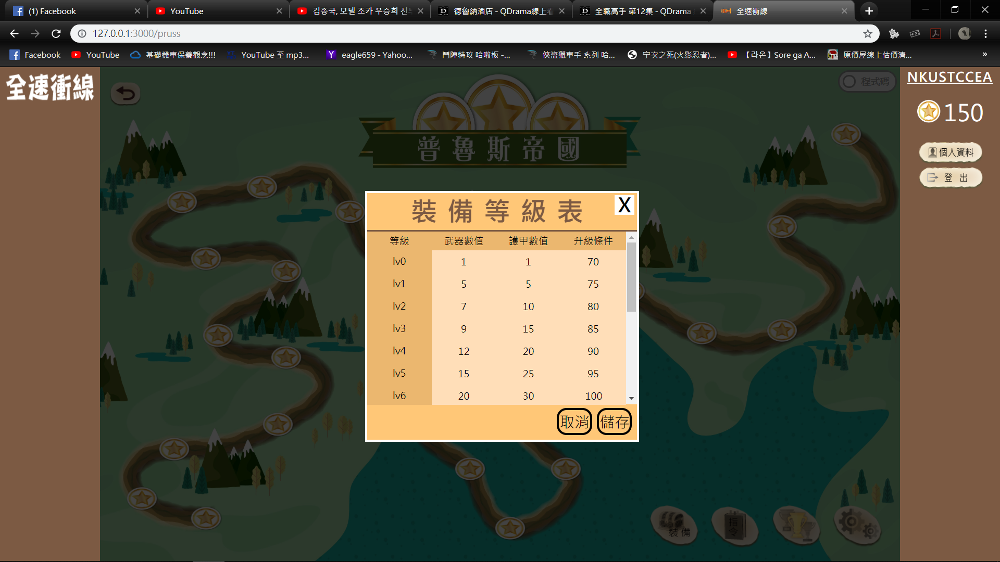 (1) Facebook
YouTube
김종국, 모델 조카 우승희 신
德魯納酒店 - QDrama線上看
全職高手 第12集 - QDrama
全速衝線
127.0.0.1:3000/pruss
Facebook
YouTube
基礎機車保養觀念!!!
YouTube 至 mp3...
eagle659 - Yahoo...
鬥陣特攻 哈啦板 -...
俠盜獵車手 系列 哈...
宁次之死(火影忍者)...
【라온】Sore ga A...
原價屋線上估價清...
»
全速衝線
程式碼
NKUSTCCEA
150
個人資料
登 出
普魯斯帝國
裝備等級表
X
等級 武器數值 護甲數值 升級條件
lv0 1 1 70
lv1 5 5 75
lv2 7 10 80
lv3 9 15 85
lv4 12 20 90
lv5 15 25 95
lv6 20 30 100
取消 儲存
裝備
指令